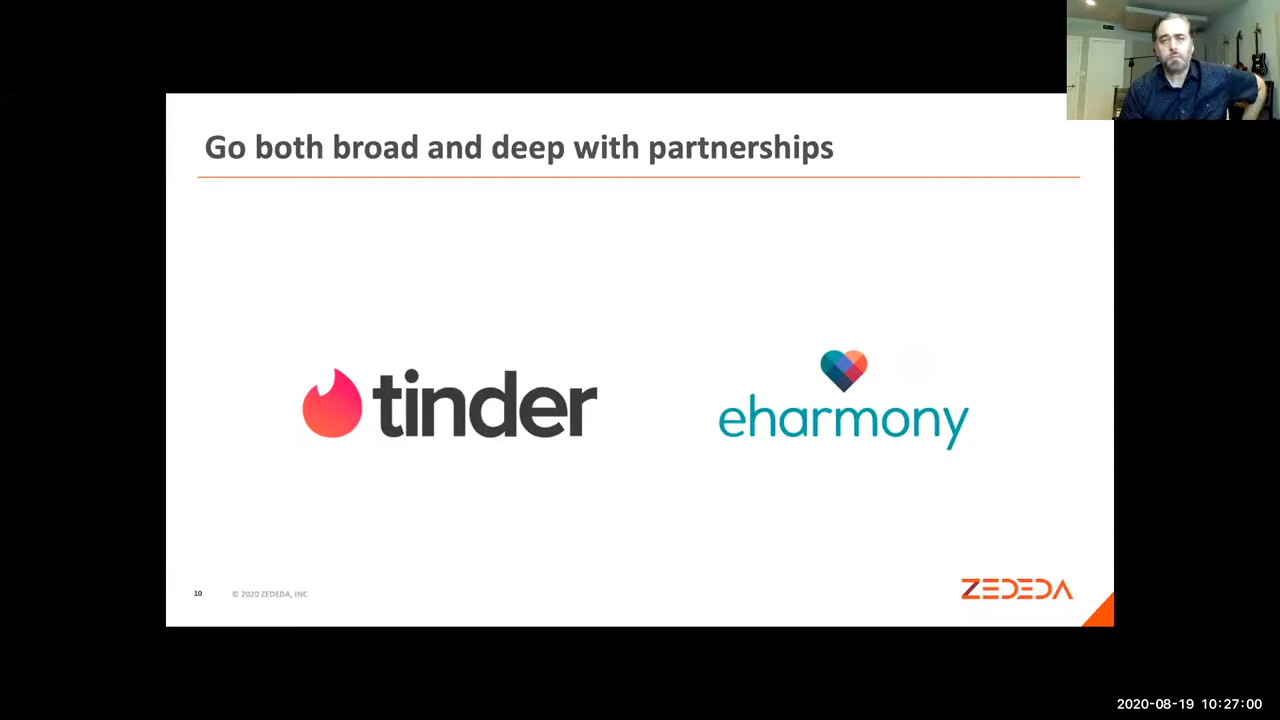 Go both broad and deep with partnerships
tinder
eharmony
10
© 2020 ZEDEDA, INC
ZEDEDA
2020-08-19 10:27:00